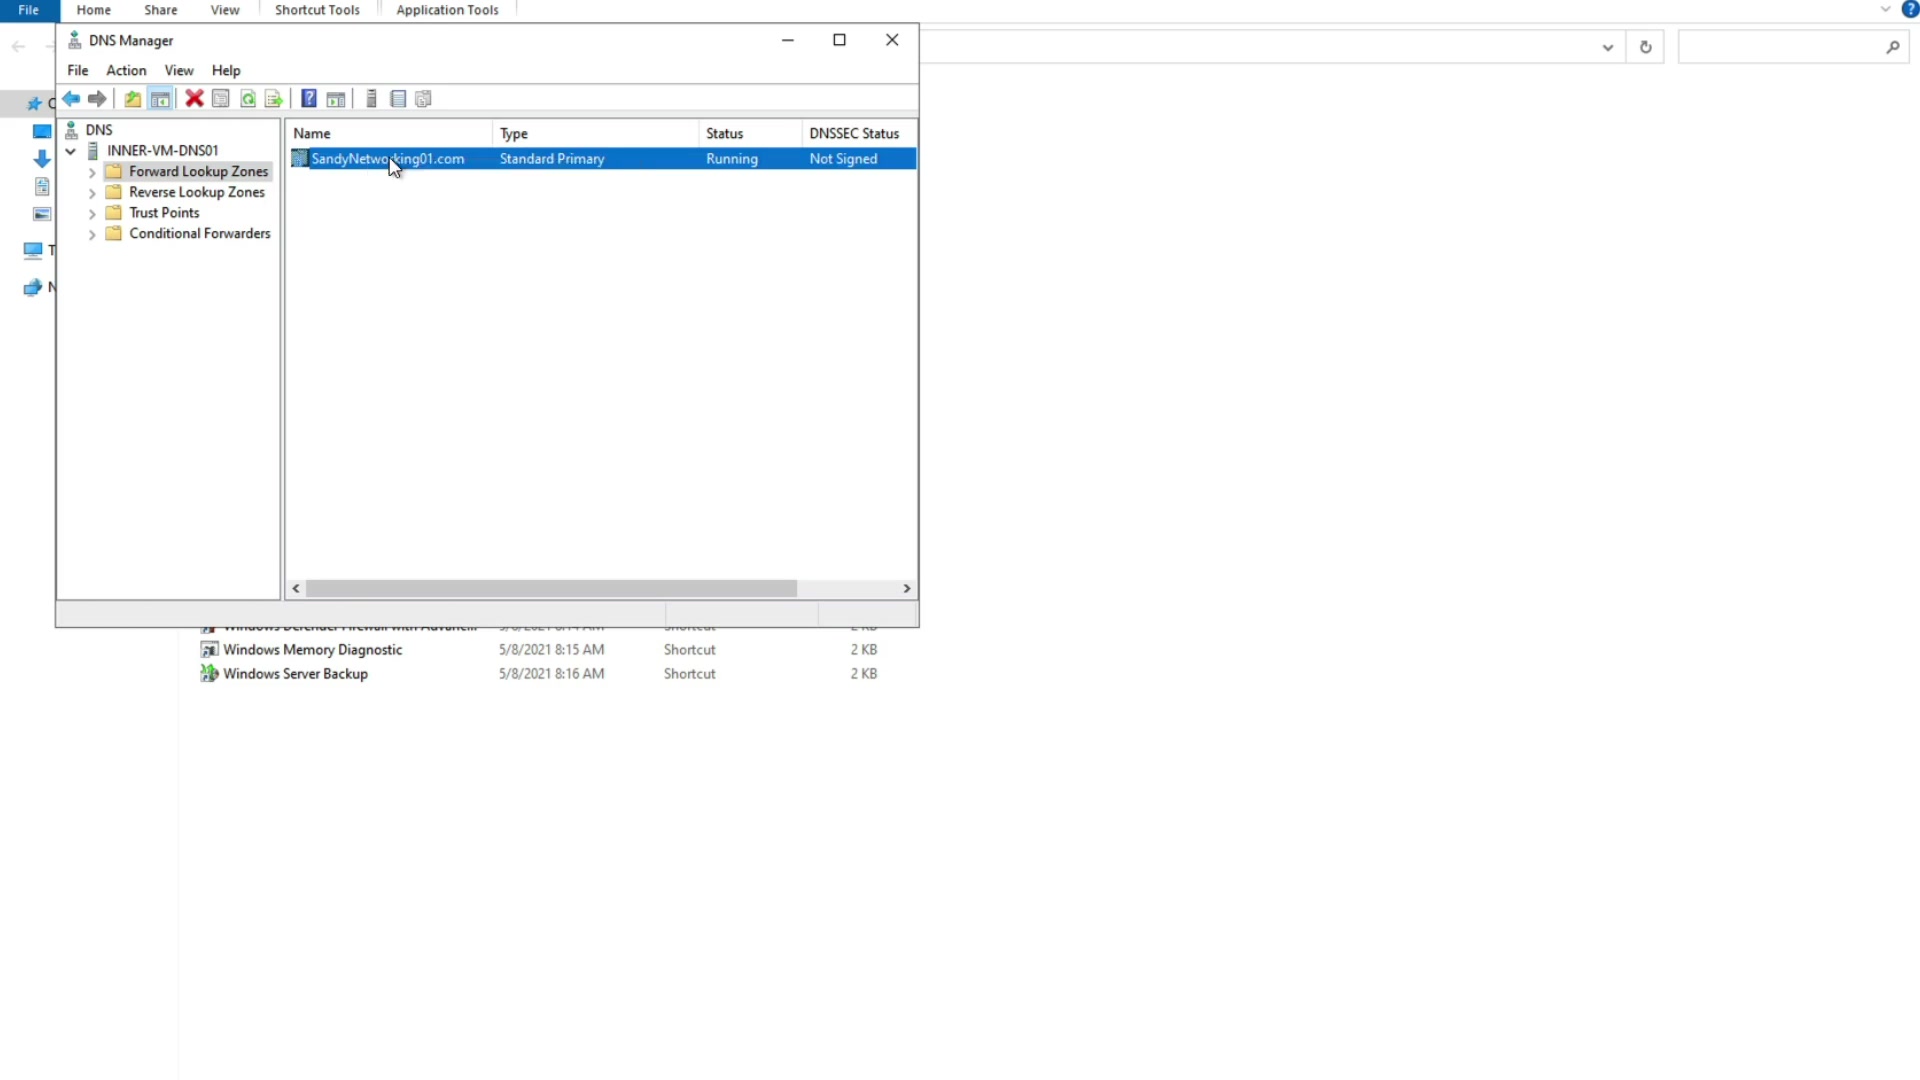 File Home Share View Shortcut Tools Application Tools
DNS Manager
File Action View Help
DNS
INNER-VM-DNS01
Forward Lookup Zones
Reverse Lookup Zones
Trust Points
Conditional Forwarders
Name Type Status DNSSEC Status
SandyNetworking01.com Standard Primary Running Not Signed
Windows Memory Diagnostic 5/8/2021 8:15 AM Shortcut 2 KB
Windows Server Backup 5/8/2021 8:16 AM Shortcut 2 KB